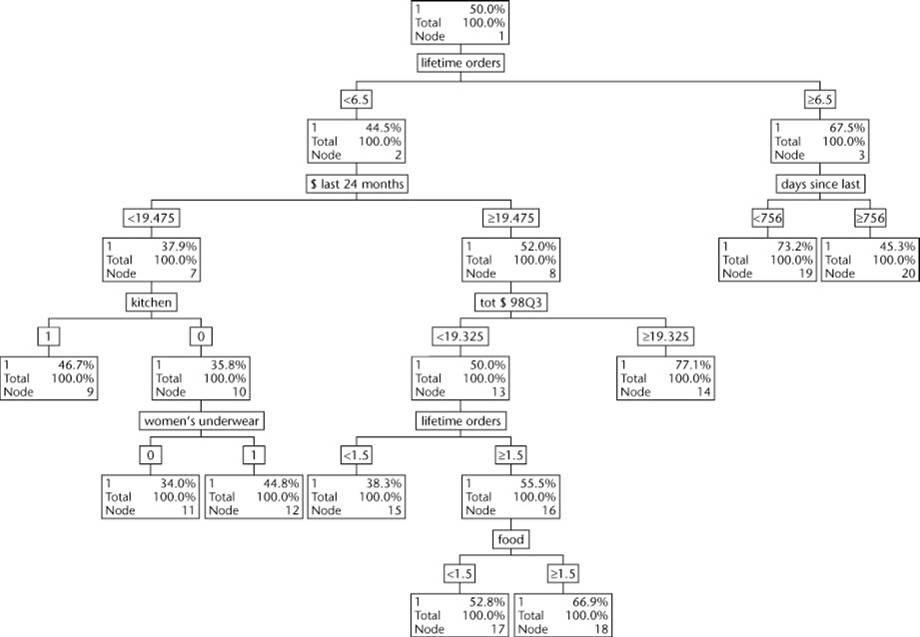 1 50.0%
Total 100.0%
Node 1
lifetime orders
<6.5 ≥6.5
1 44.5%
Total 100.0%
Node 2
1 67.5%
Total 100.0%
Node 3
$ last 24 months
days since last
<19.475 ≥19.475
<756 ≥756
1 37.9%
Total 100.0%
Node 7
1 52.0%
Total 100.0%
Node 8
1 73.2%
Total 100.0%
Node 19
1 45.3%
Total 100.0%
Node 20
kitchen
tot $ 98Q3
1 0
<19.325 ≥19.325
1 46.7%
Total 100.0%
Node 9
1 35.8%
Total 100.0%
Node 10
1 50.0%
Total 100.0%
Node 13
1 77.1%
Total 100.0%
Node 14
women's underwear
lifetime orders
0 1
<1.5 ≥1.5
1 34.0%
Total 100.0%
Node 11
1 44.8%
Total 100.0%
Node 12
1 38.3%
Total 100.0%
Node 15
1 55.5%
Total 100.0%
Node 16
food
<1.5 ≥1.5
1 52.8%
Total 100.0%
Node 17
1 66.9%
Total 100.0%
Node 18